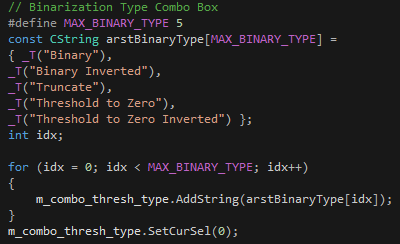 // Binarization Type Combo Box
#define MAX_BINARY_TYPE 5
const CString arstBinaryType[MAX_BINARY_TYPE] =
{ _T("Binary"),
_T("Binary Inverted"),
_T("Truncate"),
_T("Threshold to Zero"),
_T("Threshold to Zero Inverted") };
int idx;

for (idx = 0; idx < MAX_BINARY_TYPE; idx++)
{
    m_combo_thresh_type.AddString(arstBinaryType[idx]);
}
m_combo_thresh_type.SetCurSel(0);